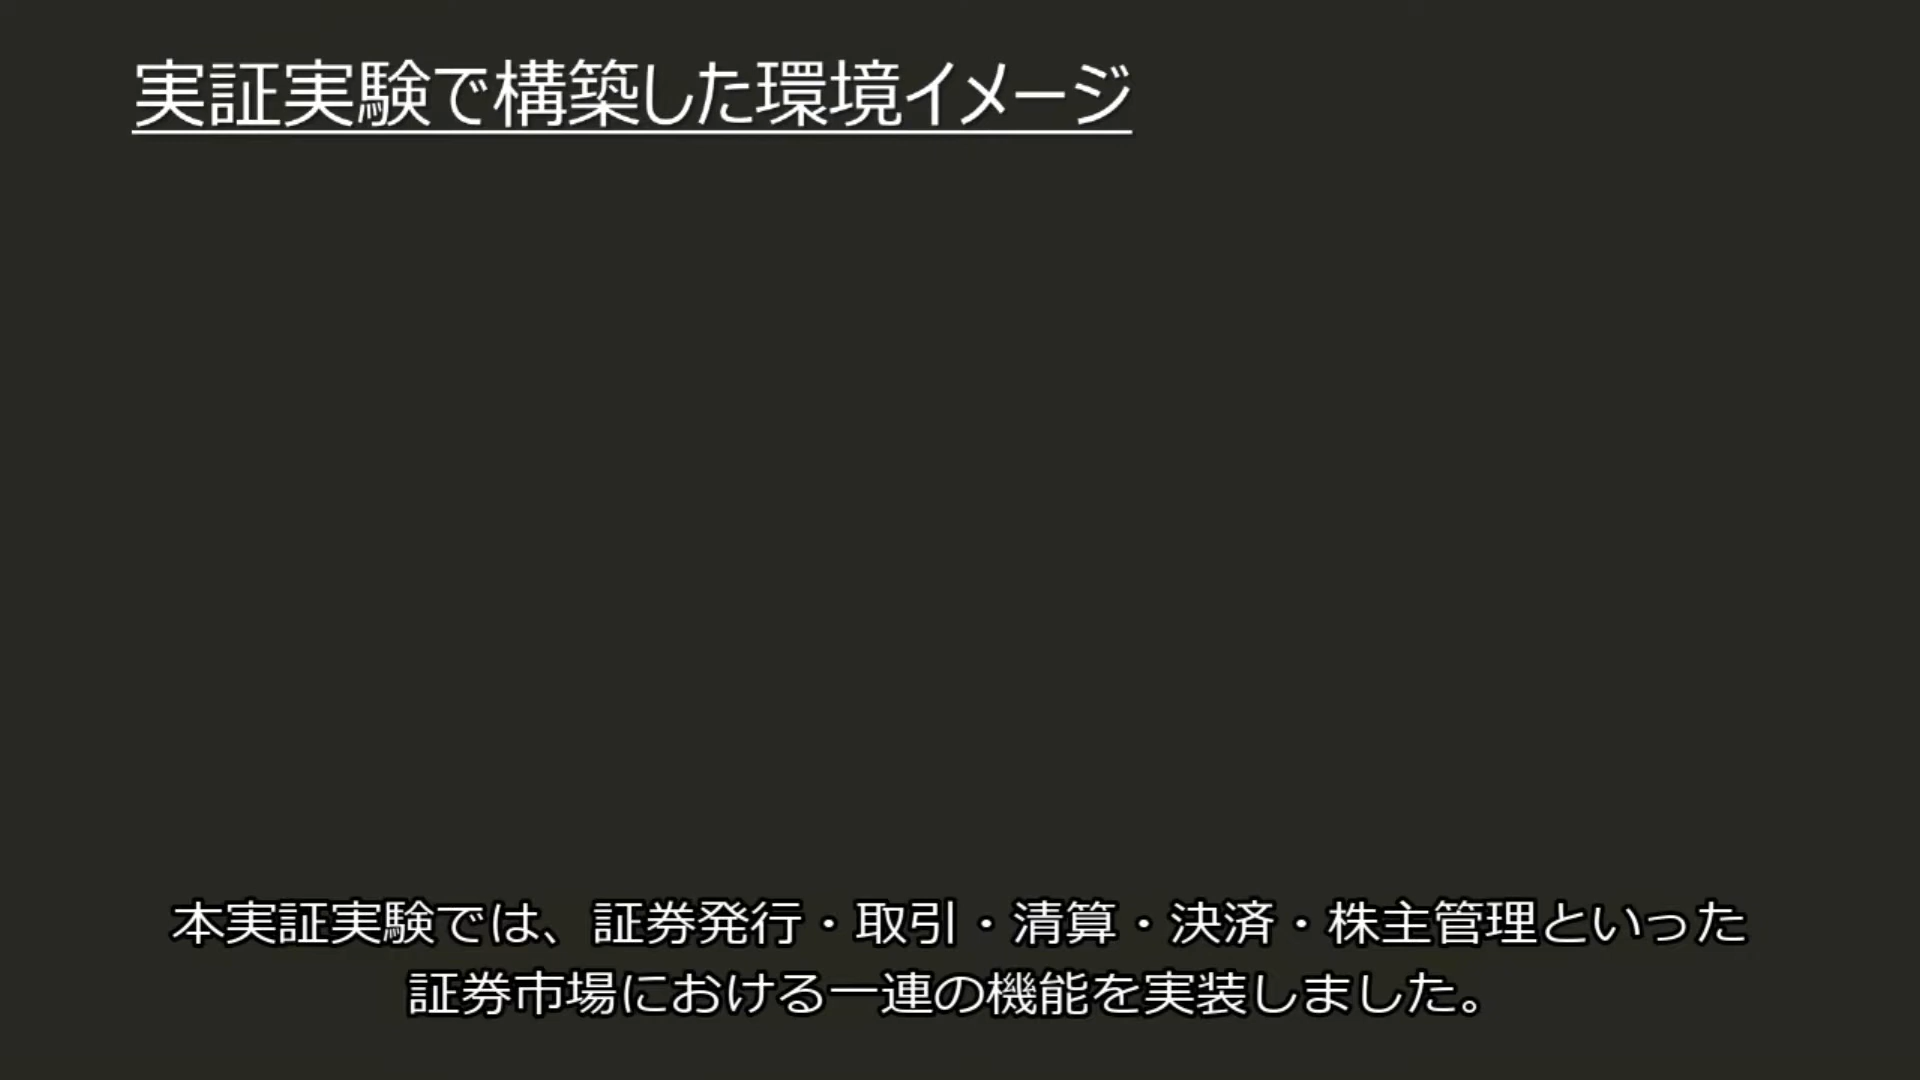 実証実験で構築した環境イメージ
本実証実験では、証券発行・取引・清算・決済・株主管理といった
証券市場における一連の機能を実装しました。